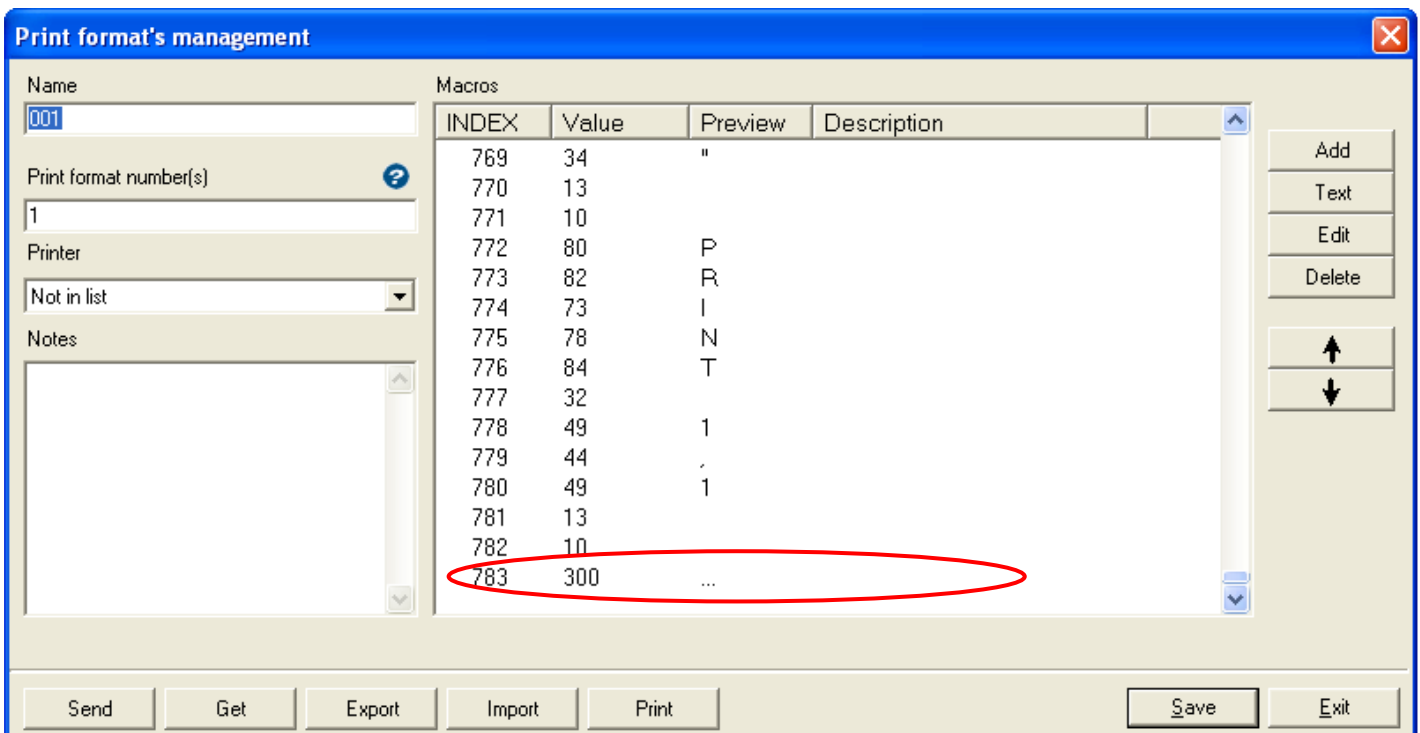 Print format's management
Name
001
Print format number(s)
?
1
Printer
Not in list
Notes
Macros
INDEX Value Preview Description
769 34 "
770 13
771 10
772 80 P
773 82 R
774 73 I
775 78 N
776 84 T
777 32
778 49 1
779 44 ,
780 49 1
781 13
782 10
783 300 ...
Add
Text
Edit
Delete
Send Get Export Import Print Save Exit